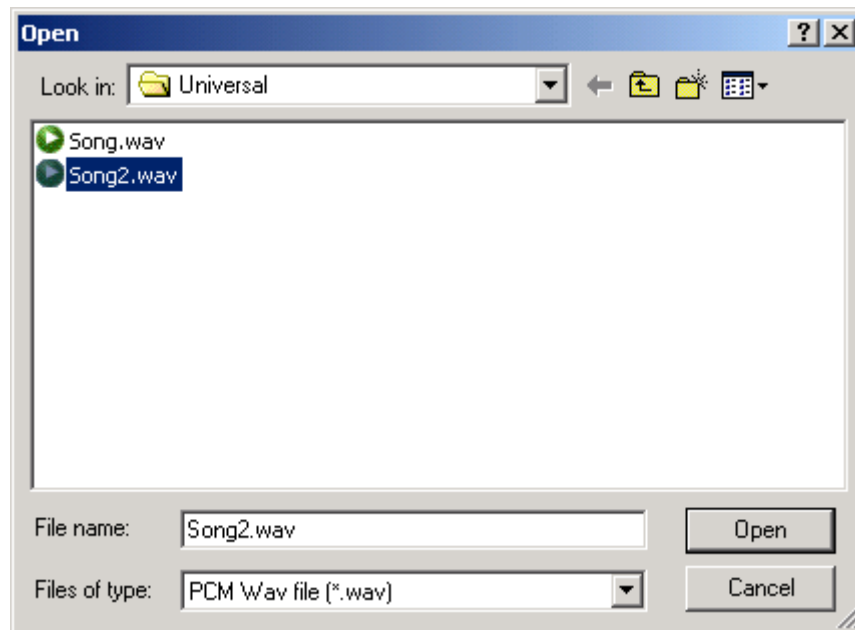 Open
Look in: Universal
Song.wav
Song2.wav
File name: Song2.wav Open
Files of type: PCM Wav file (*.wav) Cancel